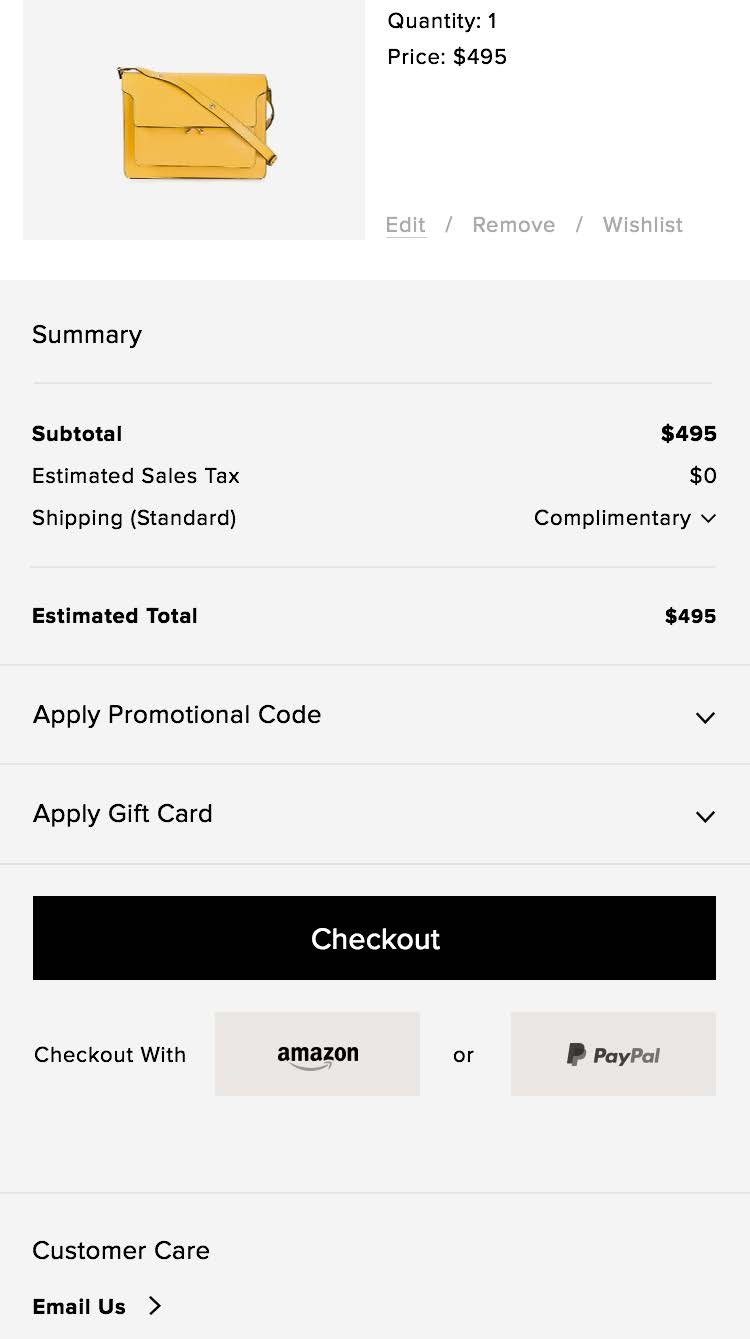 Quantity: 1
Price: $495
Edit / Remove / Wishlist
Summary
Subtotal $495
Estimated Sales Tax $0
Shipping (Standard) Complimentary
Estimated Total $495
Apply Promotional Code
Apply Gift Card
Checkout
Checkout With amazon or PayPal
Customer Care
Email Us